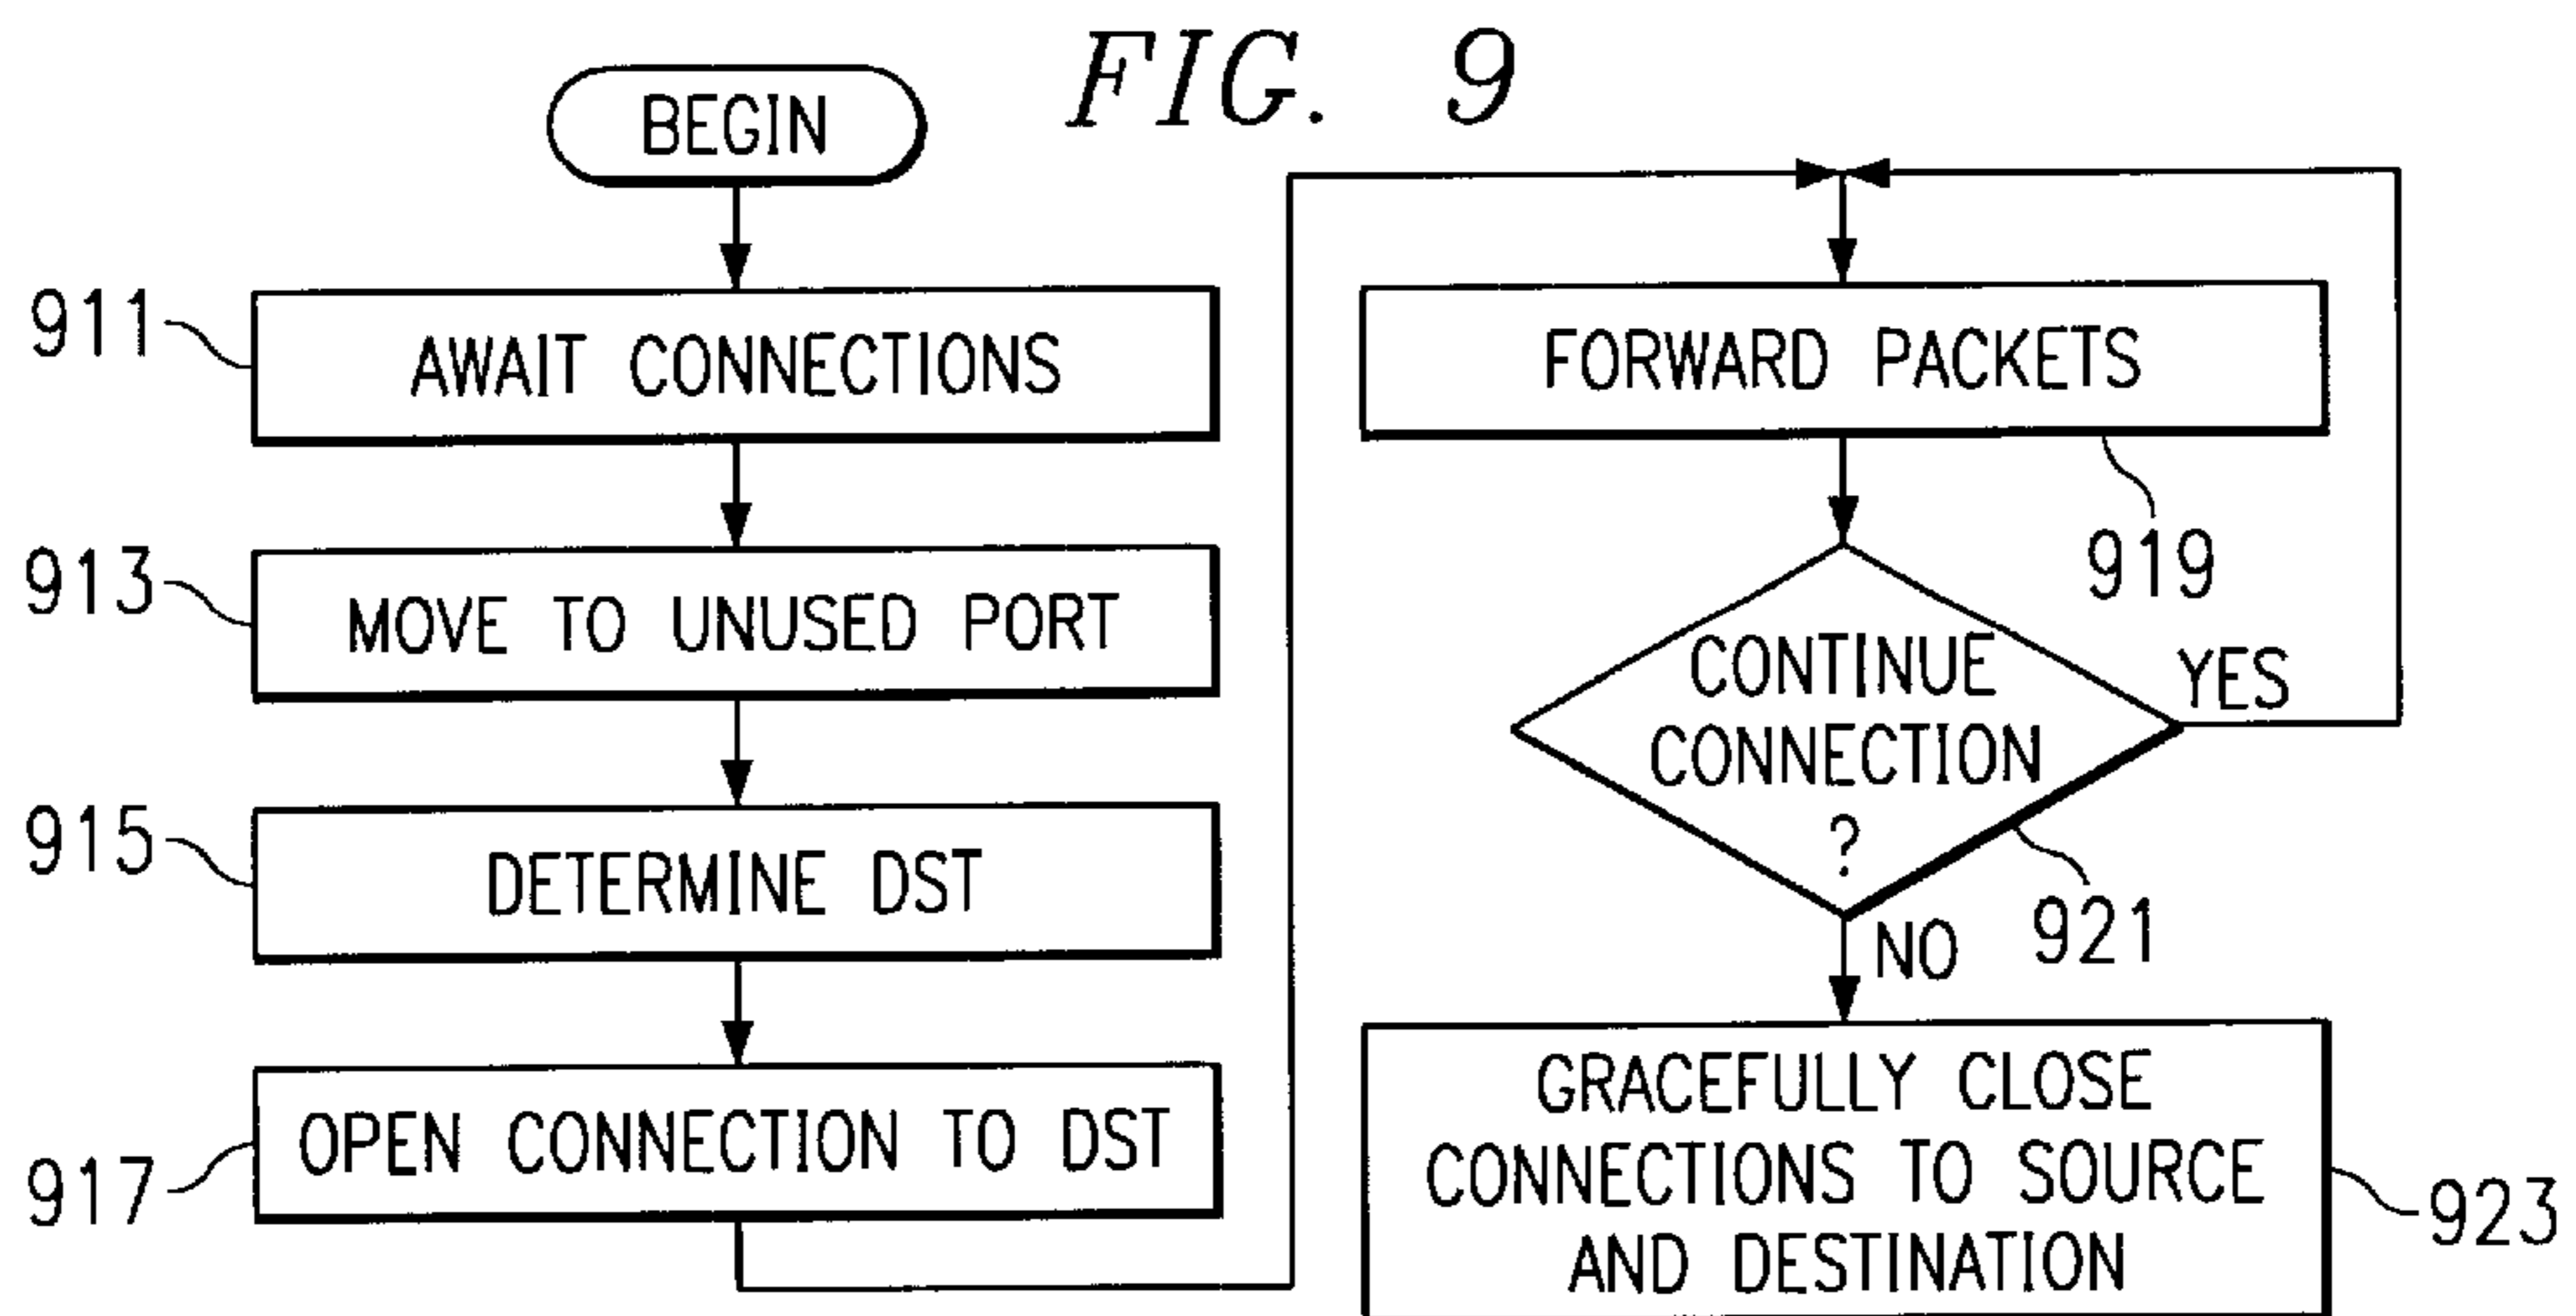 FIG. 9
BEGIN
911
AWAIT CONNECTIONS
913
MOVE TO UNUSED PORT
915
DETERMINE DST
917
OPEN CONNECTION TO DST
FORWARD PACKETS
919
CONTINUE
CONNECTION
?
YES
921
NO
GRACEFULLY CLOSE
CONNECTIONS TO SOURCE
AND DESTINATION
923